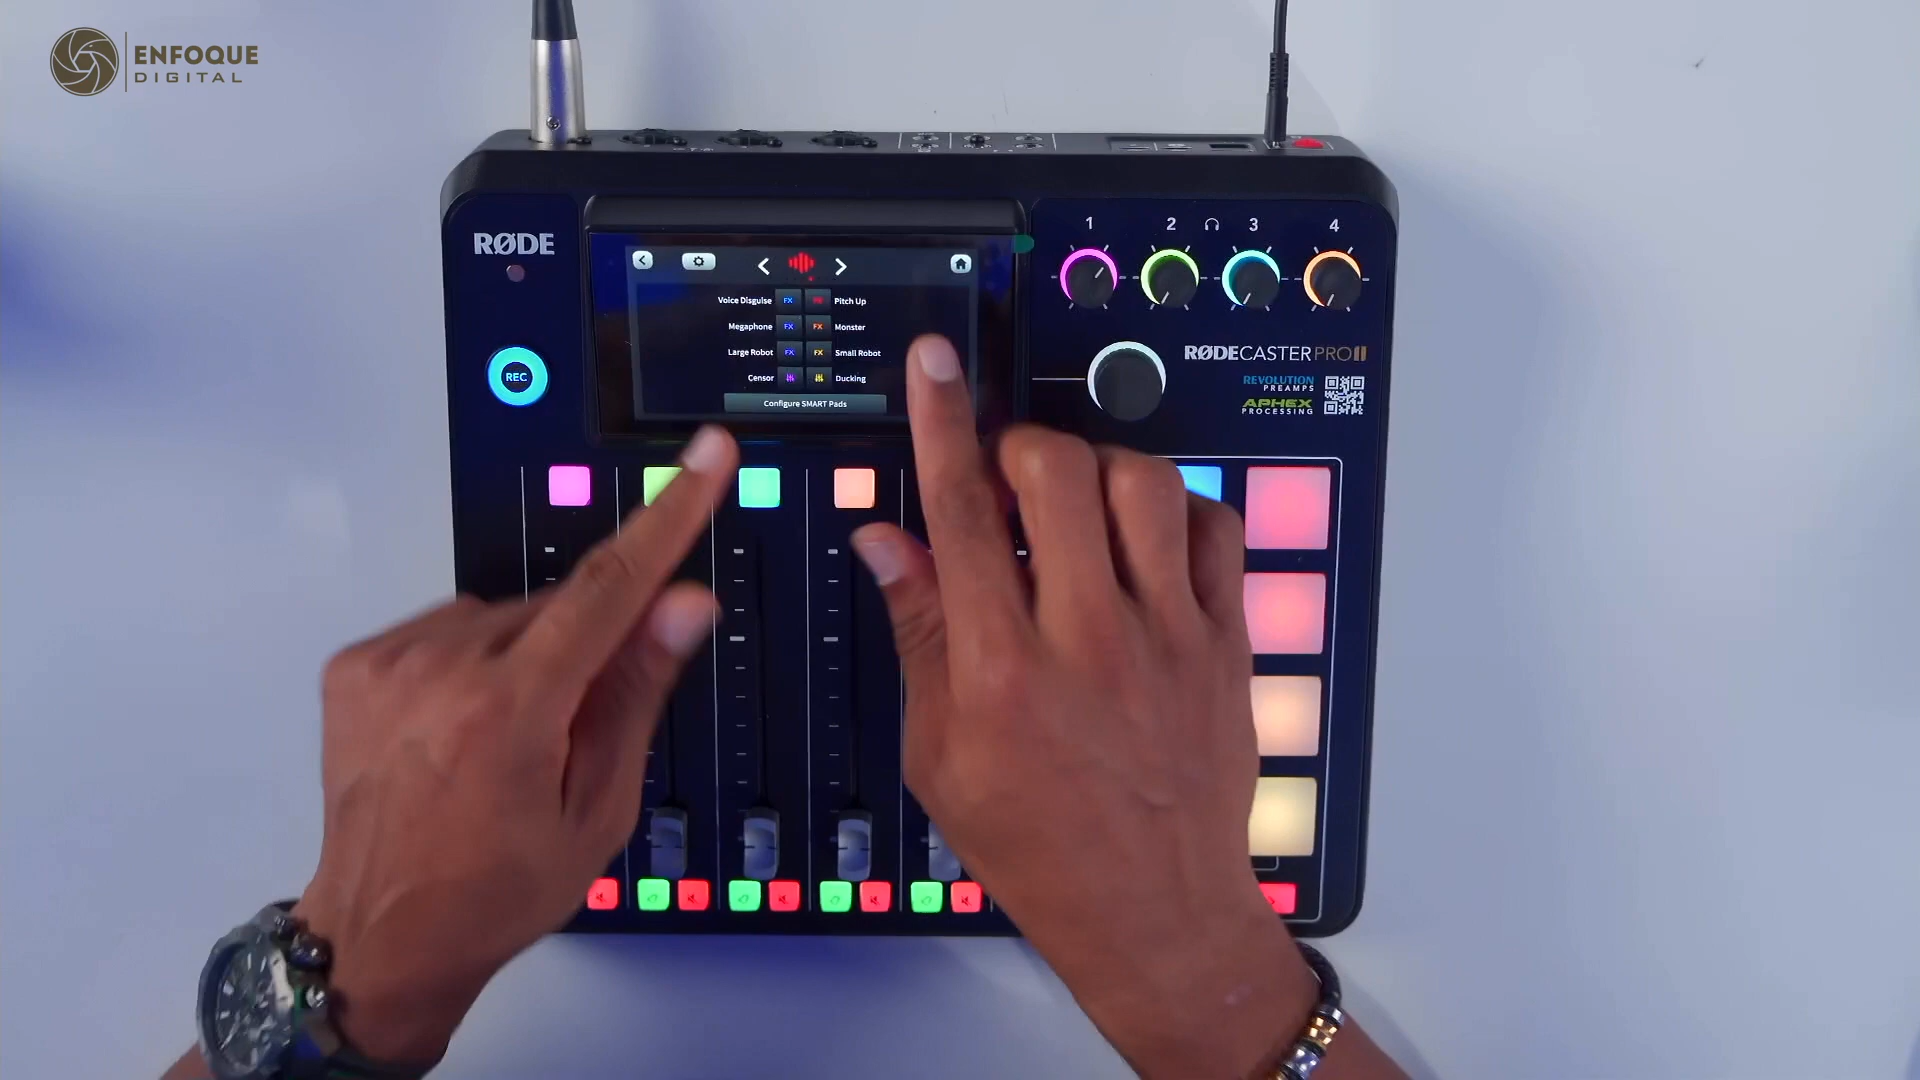 ENFOQUE
DIGITAL
RØDE
REC
Voice Disguise FX FX Pitch Up
Megaphone FX FX Monster
Large Robot FX FX Small Robot
Censor Ducking
Configure SMART Pads
1 2 3 4
RØDECASTER PRO II
REVOLUTION
PREAMPS
APHEX
PROCESSING